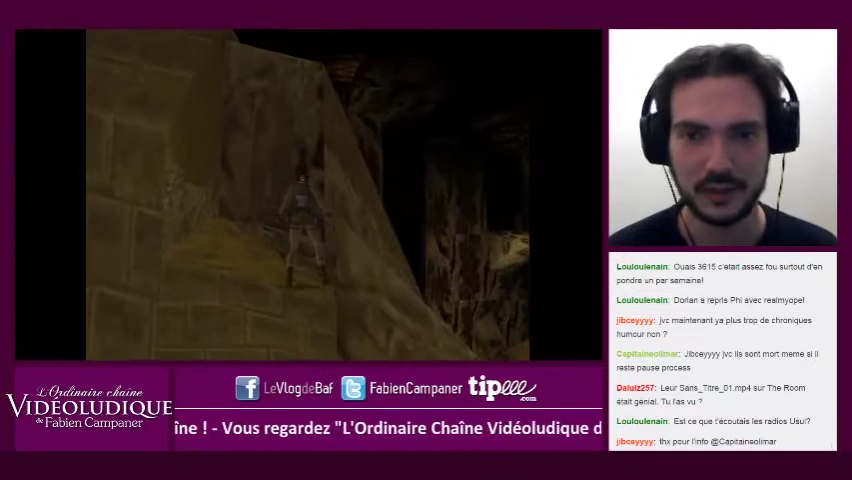 Louloulenain: Ouais 3615 c'était assez fou surtout d'en
pondre un par semaine!
Louloulenain: Dorian a repris Phi avec realmyope!
jibceyyyy: jvc maintenant ya plus trop de chroniques
humour non ?
Capitaineolimar: Jibceyyyy jvc ils sont mort meme si il
reste pause process
Daluiz257: Leur Sans_Titre_01.mp4 sur The Room
était génial. Tu l'as vu ?
Louloulenain: Est ce que t'écoutais les radios Usul?
jibceyyyy: thx pour l'info @Capitaineolimar
LeVlogdeBaf
FabienCampaner
tipeee
.com
L'Ordinaire chaîne
VIDÉOLUDIQUE
de Fabien Campaner
îne ! - Vous regardez "L'Ordinaire Chaîne Vidéoludique d